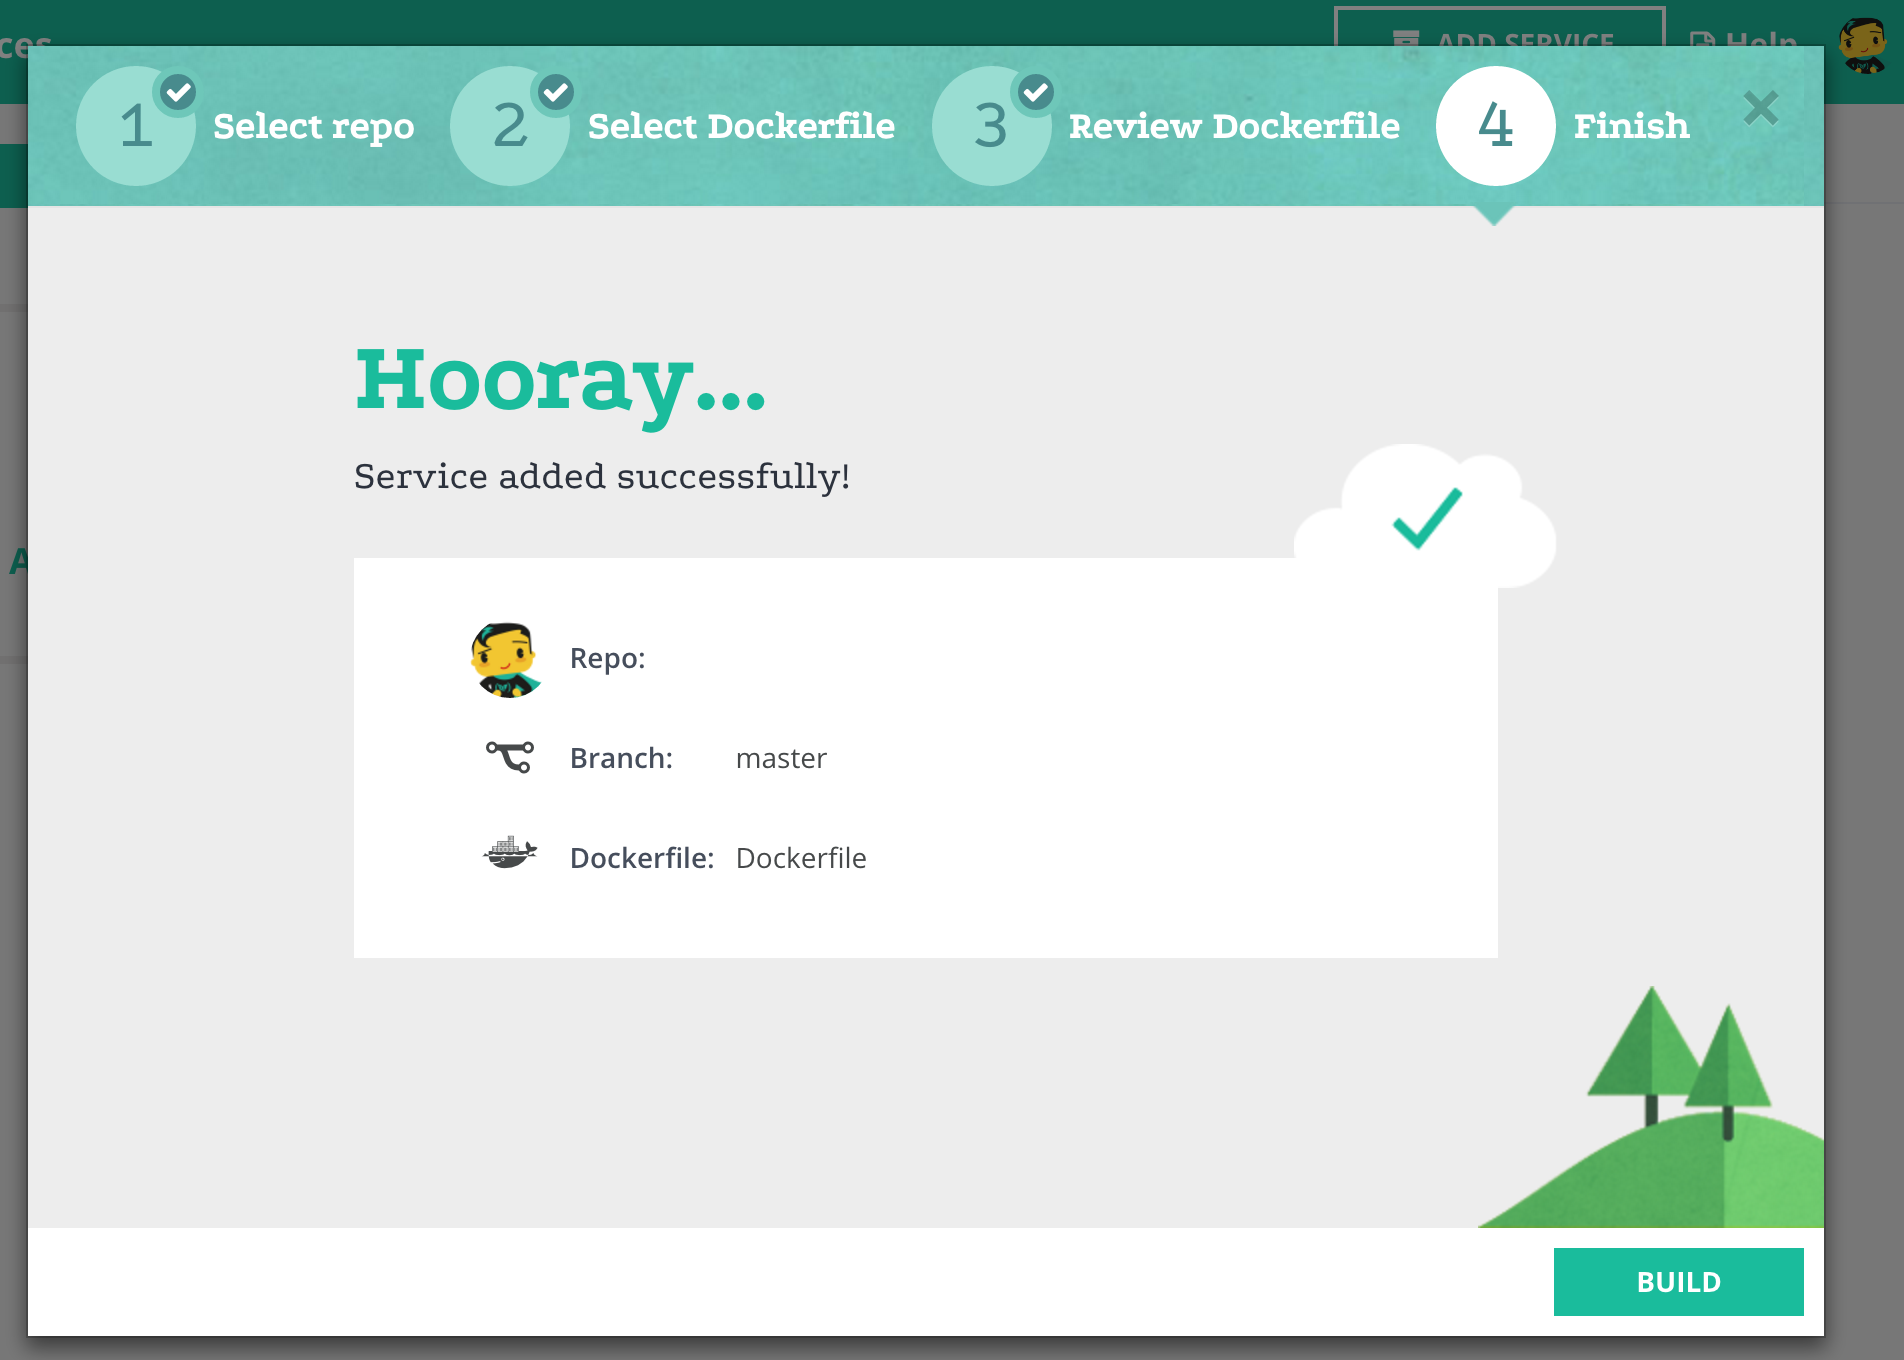 ADD SERVICE
Help
1 Select repo
2 Select Dockerfile
3 Review Dockerfile
4 Finish
Hooray...
Service added successfully!
Repo:
Branch: master
Dockerfile: Dockerfile
BUILD